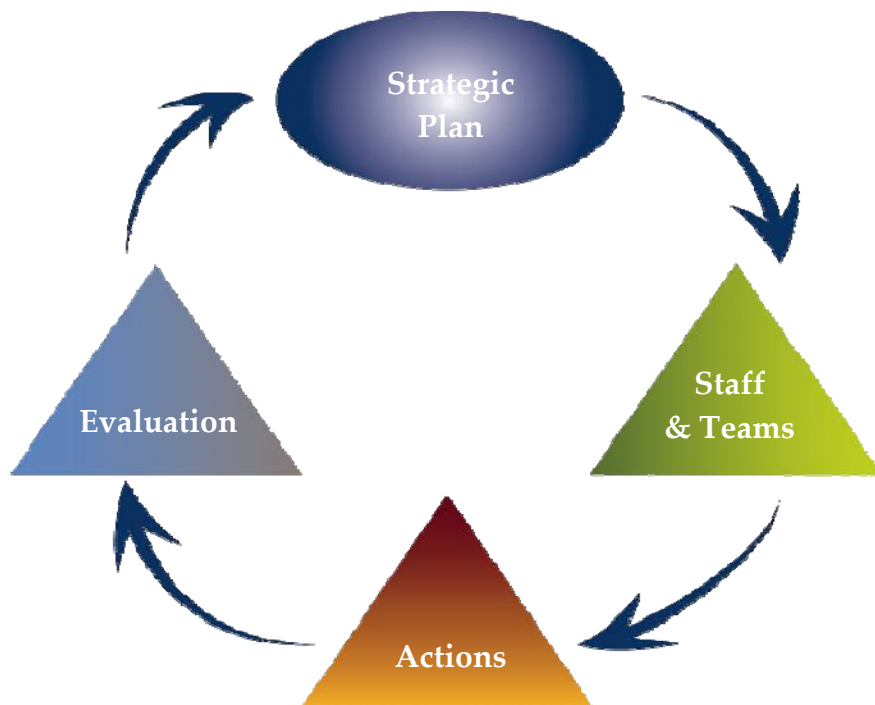 Strategic
Plan
Staff
& Teams
Evaluation
Actions